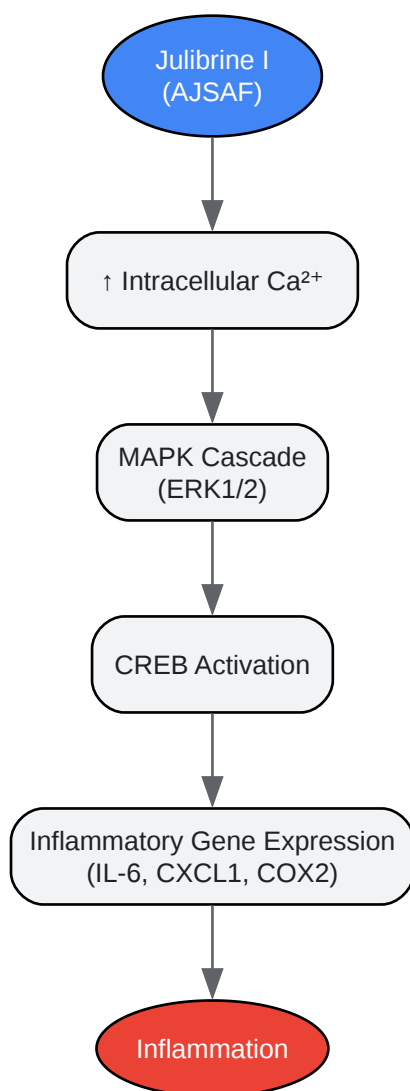 Julibrine I
(AJSAF)
↑ Intracellular Ca²⁺
MAPK Cascade
(ERK1/2)
CREB Activation
Inflammatory Gene Expression
(IL-6, CXCL1, COX2)
Inflammation